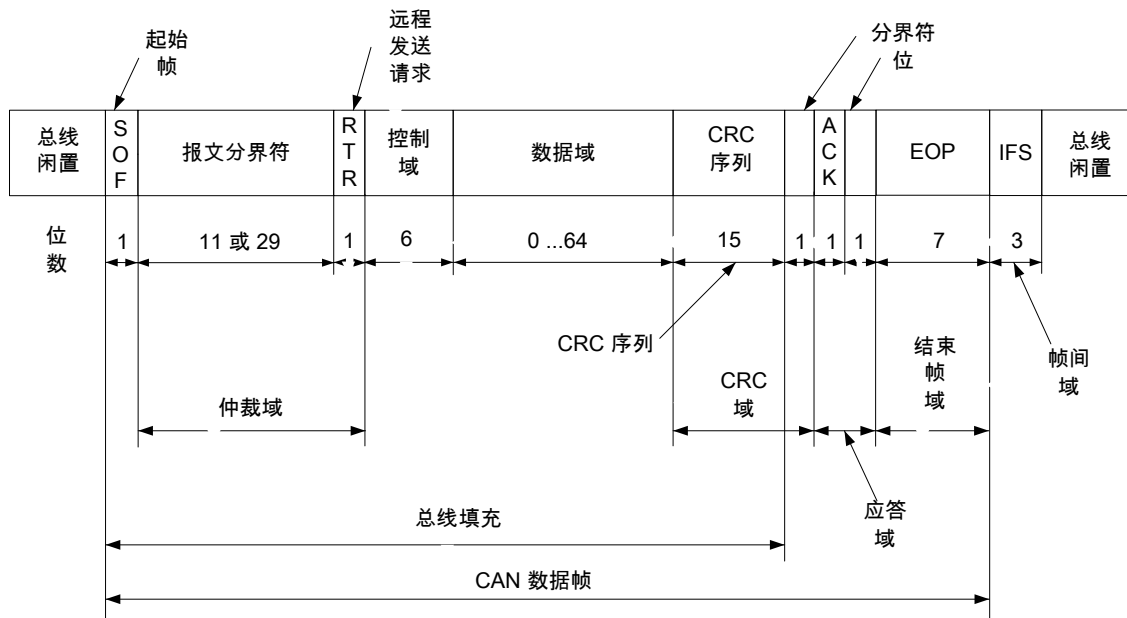 起始
帧
远程
发送
请求
分界符
位
总线
闲置
SOF
报文分界符
RTR
控制
域
数据域
CRC
序列
ACK
EOP
IFS
总线
闲置
位
数
1
11 或 29
1
6
0 ...64
15
1
1
1
7
3
CRC 序列
CRC
域
结束
帧
域
帧间
域
仲裁域
应答
域
总线填充
CAN 数据帧